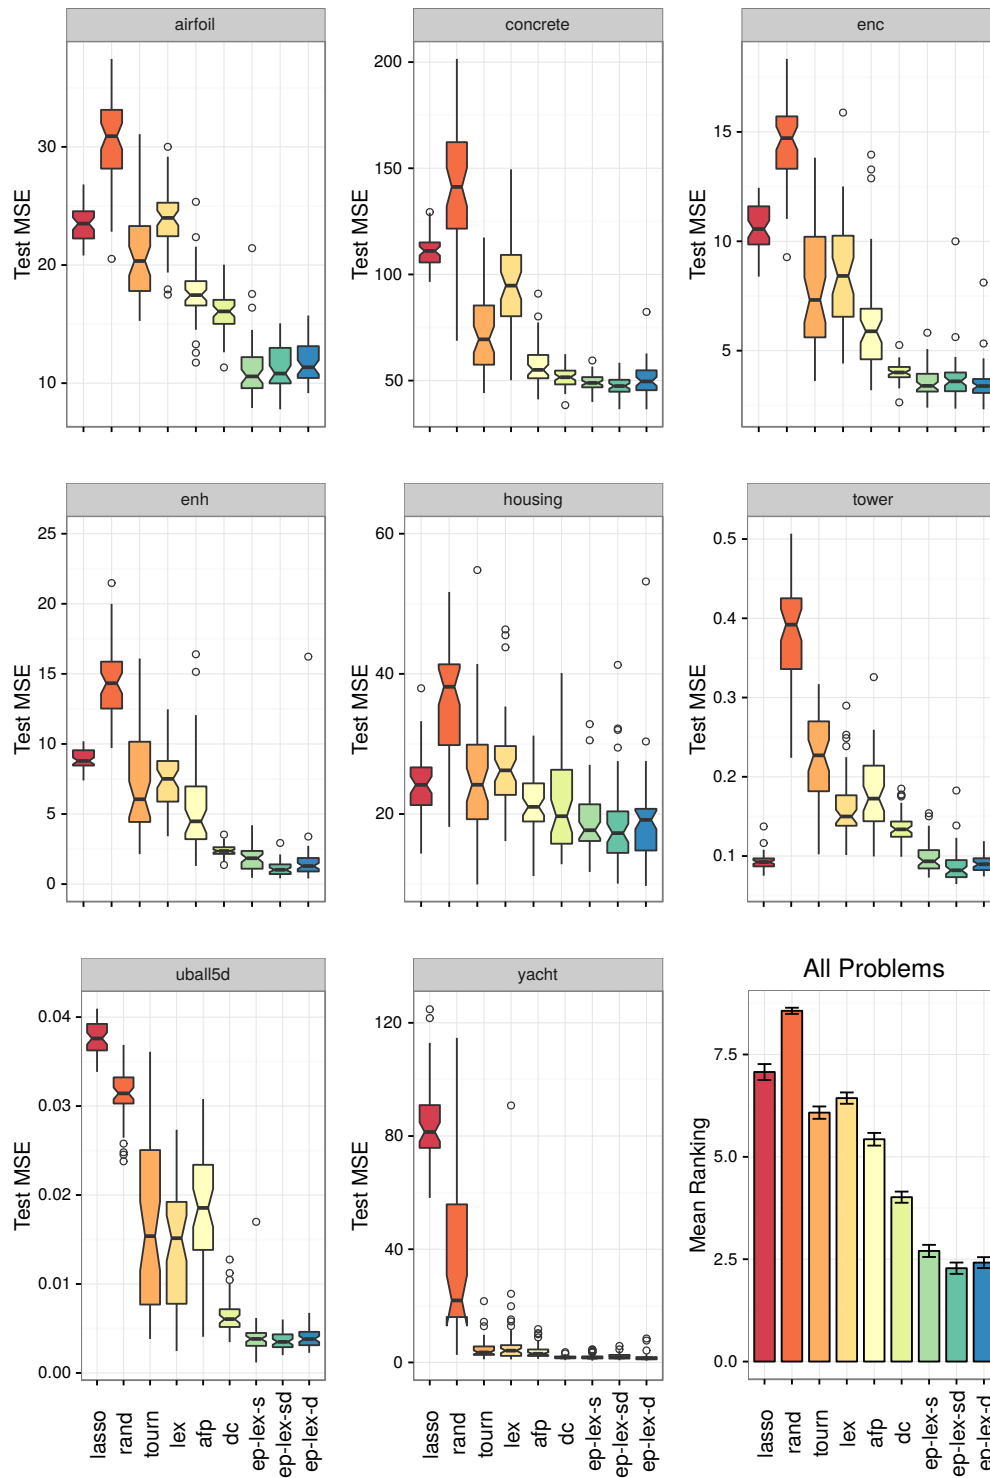 airfoil
concrete
enc
Test MSE
30
20
10
Test MSE
200
150
100
50
Test MSE
15
10
5
enh
housing
tower
Test MSE
25
20
15
10
5
0
Test MSE
60
40
20
Test MSE
0.5
0.4
0.3
0.2
0.1
uball5d
yacht
All Problems
Test MSE
0.04
0.03
0.02
0.01
0.00
Test MSE
120
80
40
0
Mean Ranking
7.5
5.0
2.5
0.0
lasso
rand
tourn
lex
afp
dc
ep-lex-s
ep-lex-sd
ep-lex-d
lasso
rand
tourn
lex
afp
dc
ep-lex-s
ep-lex-sd
ep-lex-d
lasso
rand
tourn
lex
afp
dc
ep-lex-s
ep-lex-sd
ep-lex-d